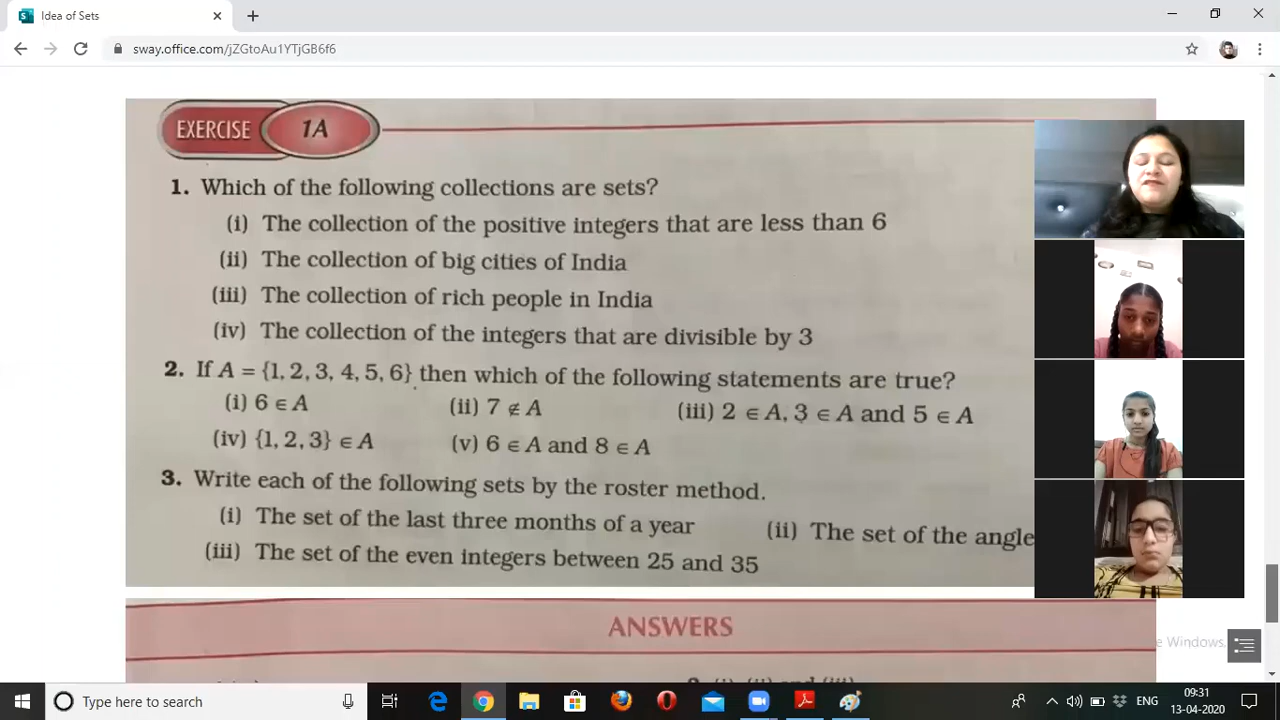 Idea of Sets
sway.office.com/jZGtoAu1YTjGB6f6
EXERCISE 1A
1. Which of the following collections are sets?
(i) The collection of the positive integers that are less than 6
(ii) The collection of big cities of India
(iii) The collection of rich people in India
(iv) The collection of the integers that are divisible by 3
2. If A = {1, 2, 3, 4, 5, 6} then which of the following statements are true?
(i) 6 ∈ A (ii) 7 ∉ A (iii) 2 ∈ A, 3 ∈ A and 5 ∈ A
(iv) {1, 2, 3} ∈ A (v) 6 ∈ A and 8 ∈ A
3. Write each of the following sets by the roster method.
(i) The set of the last three months of a year (ii) The set of the angle
(iii) The set of the even integers between 25 and 35
ANSWERS
e Windows.
Type here to search
ENG
09:31
13-04-2020